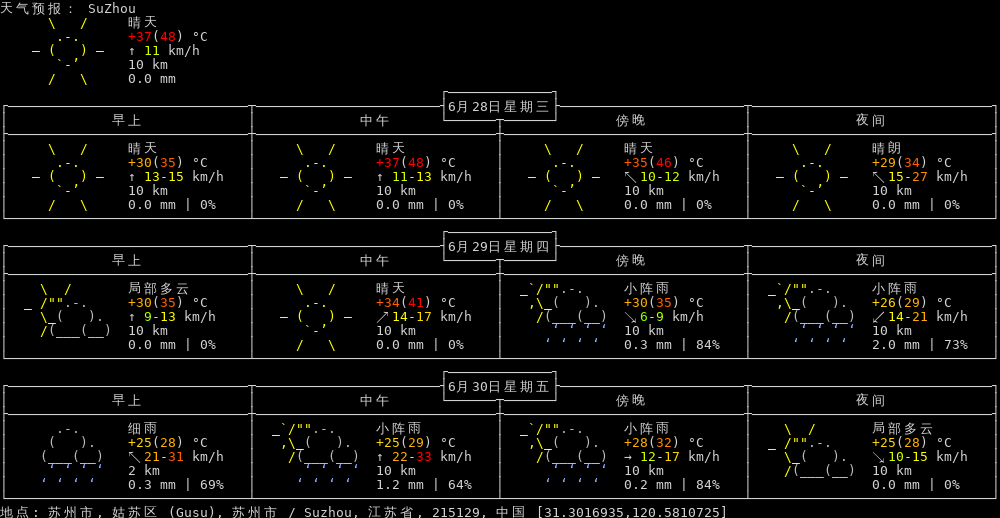 天气预报： SuZhou
晴天
+37(48) °C
↑ 11 km/h
10 km
0.0 mm
6月28日星期三
早上 中午 傍晚 夜间
晴天 晴天 晴天 晴朗
+30(35) °C +37(48) °C +35(46) °C +29(34) °C
↑ 13-15 km/h ↑ 11-13 km/h ↖ 10-12 km/h ↖ 15-27 km/h
10 km 10 km 10 km 10 km
0.0 mm | 0% 0.0 mm | 0% 0.0 mm | 0% 0.0 mm | 0%
6月29日星期四
早上 中午 傍晚 夜间
局部多云 晴天 小阵雨 小阵雨
+30(35) °C +34(41) °C +30(35) °C +26(29) °C
↑ 9-13 km/h ↗ 14-17 km/h ↘ 6-9 km/h ↙ 14-21 km/h
10 km 10 km 10 km 10 km
0.0 mm | 0% 0.0 mm | 0% 0.3 mm | 84% 2.0 mm | 73%
6月30日星期五
早上 中午 傍晚 夜间
细雨 小阵雨 小阵雨 局部多云
+25(28) °C +25(29) °C +28(32) °C +25(28) °C
↖ 21-31 km/h ↑ 22-33 km/h → 12-17 km/h ↘ 10-15 km/h
2 km 10 km 10 km 10 km
0.3 mm | 69% 1.2 mm | 64% 0.2 mm | 84% 0.0 mm | 0%
地点: 苏州市, 姑苏区 (Gusu), 苏州市 / Suzhou, 江苏省, 215129, 中国 [31.3016935,120.5810725]